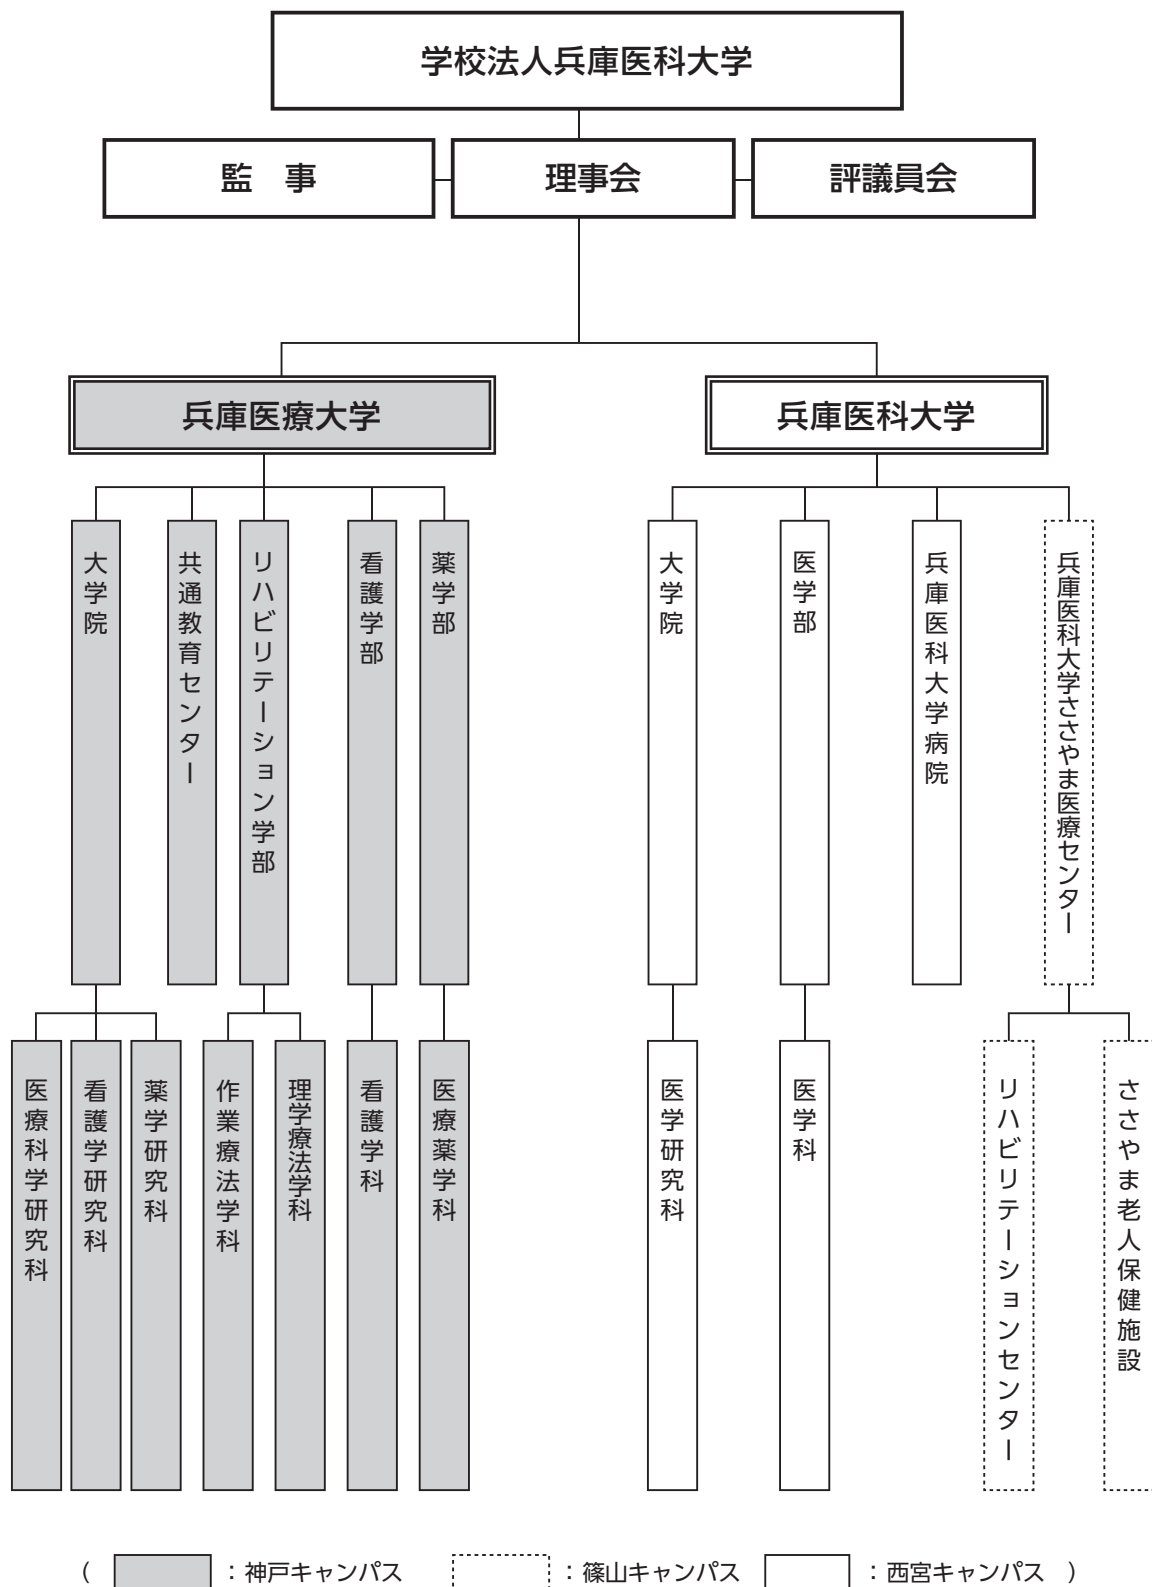 学校法人兵庫医科大学
監　事
理事会
評議員会
兵庫医療大学
兵庫医科大学
大学院
共通教育センター
リハビリテーション学部
看護学部
薬学部
大学院
医学部
兵庫医科大学病院
兵庫医科大学ささやま医療センター
医療科学研究科
看護学研究科
薬学研究科
作業療法学科
理学療法学科
看護学科
医療薬学科
医学研究科
医学科
リハビリテーションセンター
ささやま老人保健施設
（　：神戸キャンパス　：篠山キャンパス　：西宮キャンパス　）